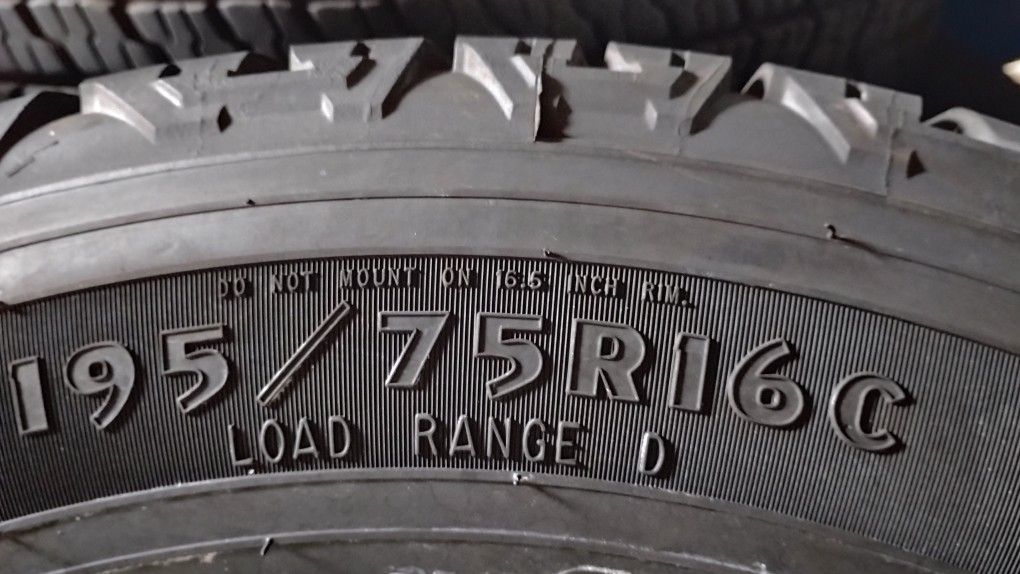 DO NOT MOUNT ON 16.5 INCH RIM.
195/75R16C
LOAD RANGE D